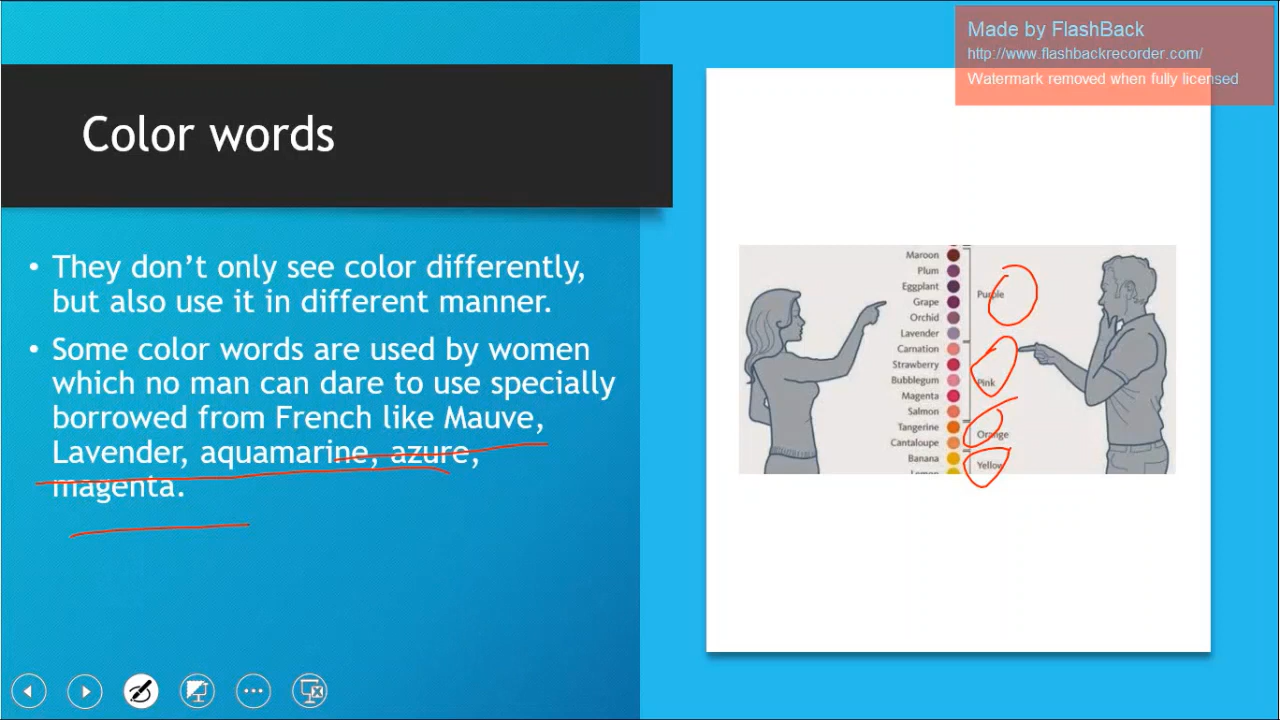 Made by FlashBack
http://www.flashbackrecorder.com/
Watermark removed when fully licensed
Color words
• They don't only see color differently,
but also use it in different manner.
• Some color words are used by women
which no man can dare to use specially
borrowed from French like Mauve,
Lavender, aquamarine, azure,
magenta.
Maroon
Plum
Eggplant
Grape
Orchid
Lavender
Carnation
Strawberry
Bubblegum
Magenta
Salmon
Tangerine
Cantaloupe
Banana
Lemon
Purple
Pink
Orange
Yellow